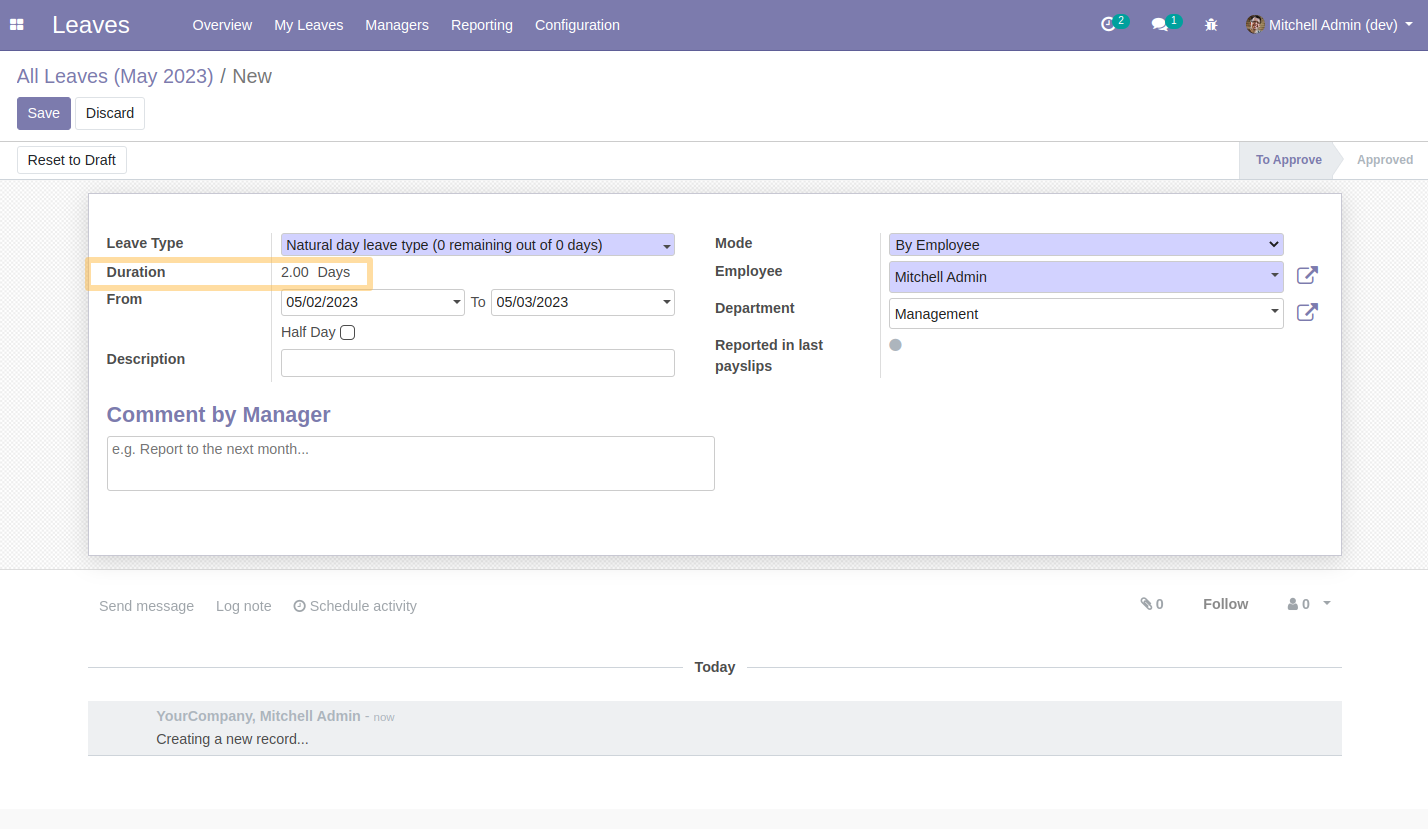 Leaves Overview My Leaves Managers Reporting Configuration 2 1 Mitchell Admin (dev)
All Leaves (May 2023) / New
Save Discard
Reset to Draft To Approve Approved
Leave Type Natural day leave type (0 remaining out of 0 days)
Duration 2.00 Days
From 05/02/2023 To 05/03/2023
Half Day
Description
Mode By Employee
Employee Mitchell Admin
Department Management
Reported in last
payslips
Comment by Manager
e.g. Report to the next month...
Send message Log note Schedule activity 0 Follow 0
Today
YourCompany, Mitchell Admin - now
Creating a new record...